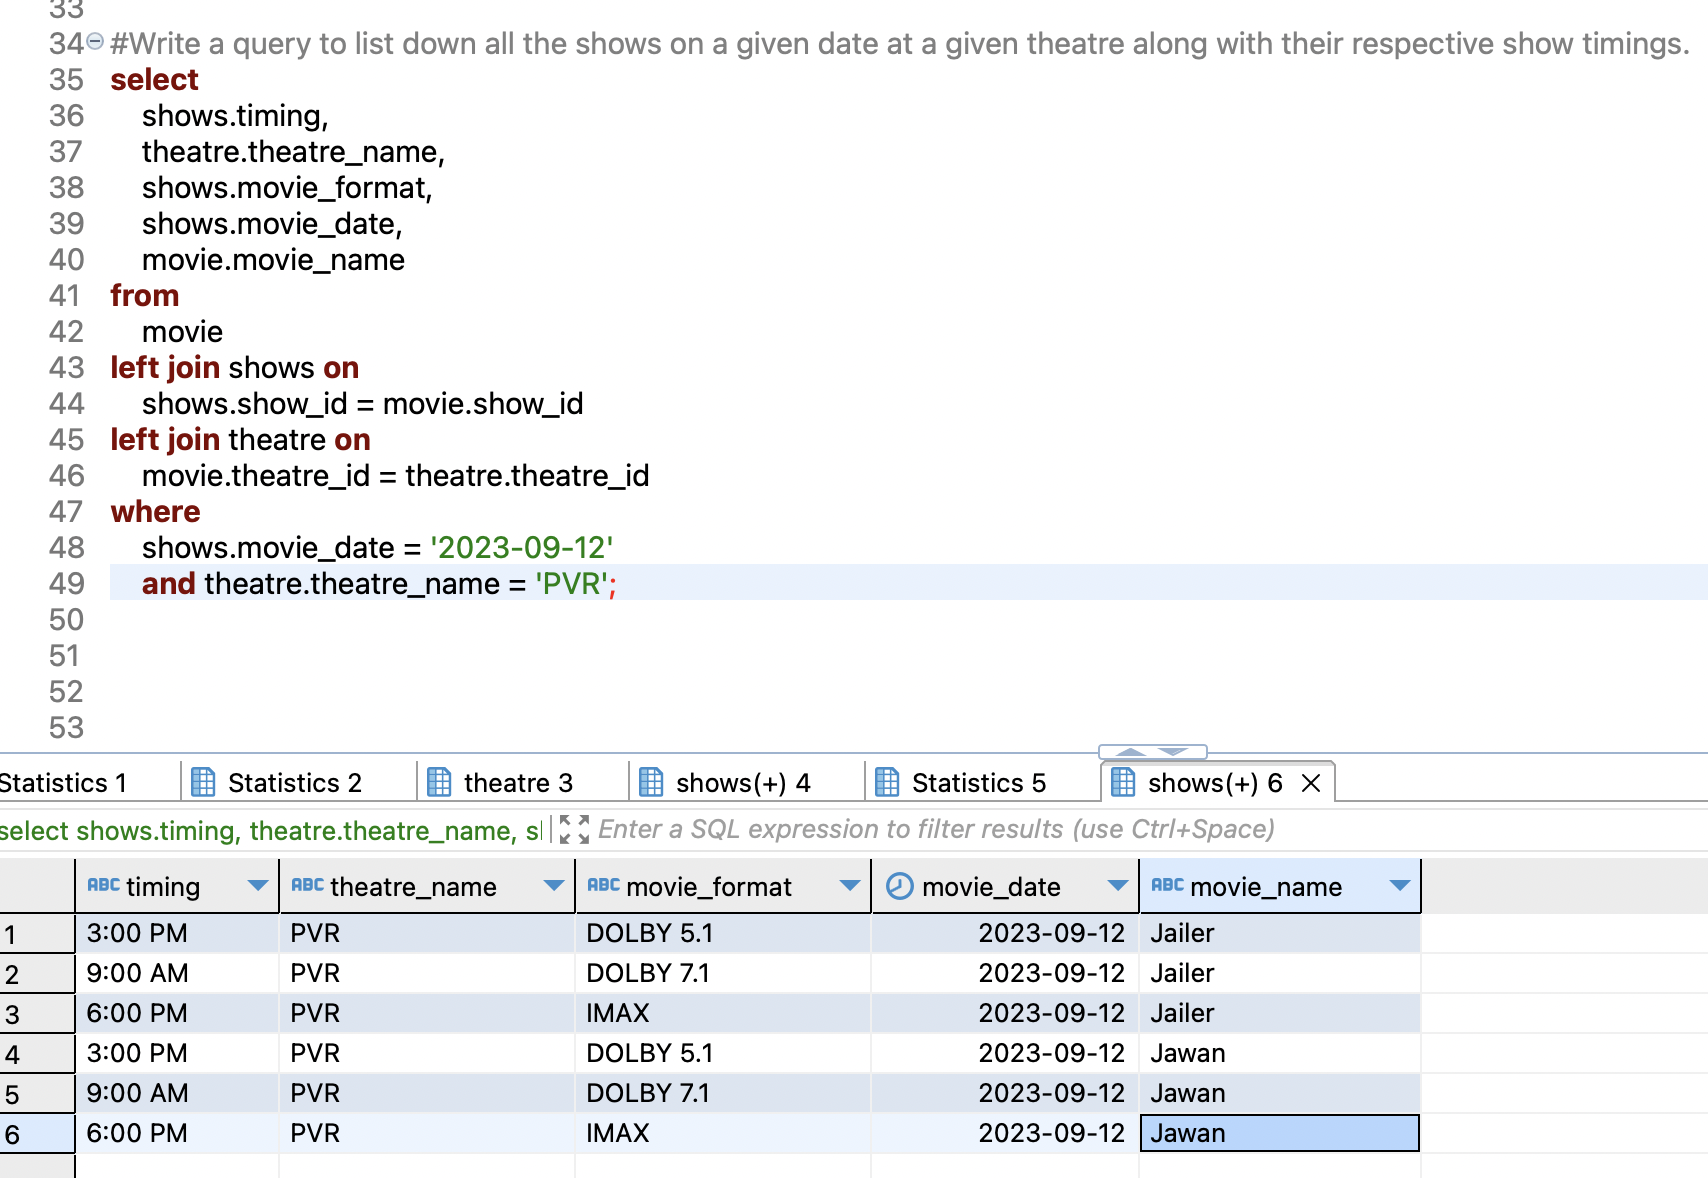 33
34 #Write a query to list down all the shows on a given date at a given theatre along with their respective show timings.
35 select
36 shows.timing,
37 theatre.theatre_name,
38 shows.movie_format,
39 shows.movie_date,
40 movie.movie_name
41 from
42 movie
43 left join shows on
44 shows.show_id = movie.show_id
45 left join theatre on
46 movie.theatre_id = theatre.theatre_id
47 where
48 shows.movie_date = '2023-09-12'
49 and theatre.theatre_name = 'PVR';
50
51
52
53
Statistics 1 Statistics 2 theatre 3 shows(+) 4 Statistics 5 shows(+) 6
select shows.timing, theatre.theatre_name, sl Enter a SQL expression to filter results (use Ctrl+Space)
ABC timing ABC theatre_name ABC movie_format movie_date ABC movie_name
1 3:00 PM PVR DOLBY 5.1 2023-09-12 Jailer
2 9:00 AM PVR DOLBY 7.1 2023-09-12 Jailer
3 6:00 PM PVR IMAX 2023-09-12 Jailer
4 3:00 PM PVR DOLBY 5.1 2023-09-12 Jawan
5 9:00 AM PVR DOLBY 7.1 2023-09-12 Jawan
6 6:00 PM PVR IMAX 2023-09-12 Jawan